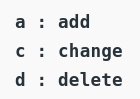 a : add
c : change
d : delete